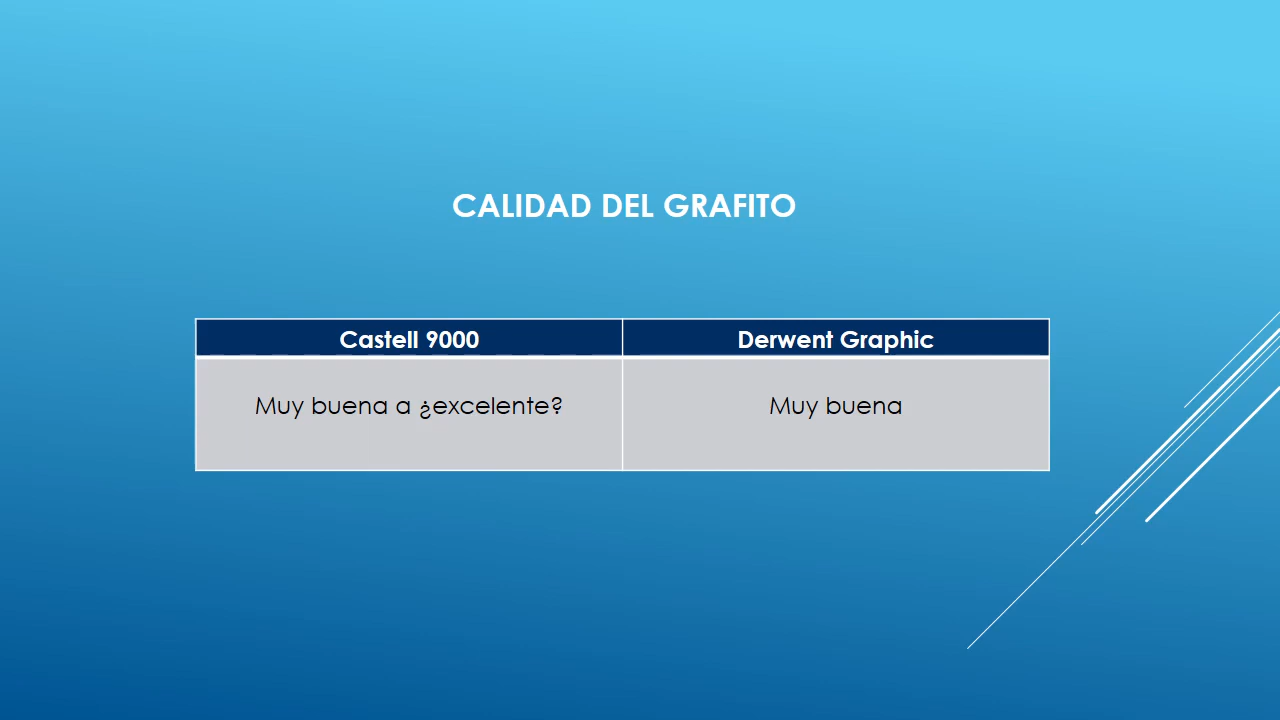 CALIDAD DEL GRAFITO
Castell 9000 Derwent Graphic
Muy buena a ¿excelente? Muy buena